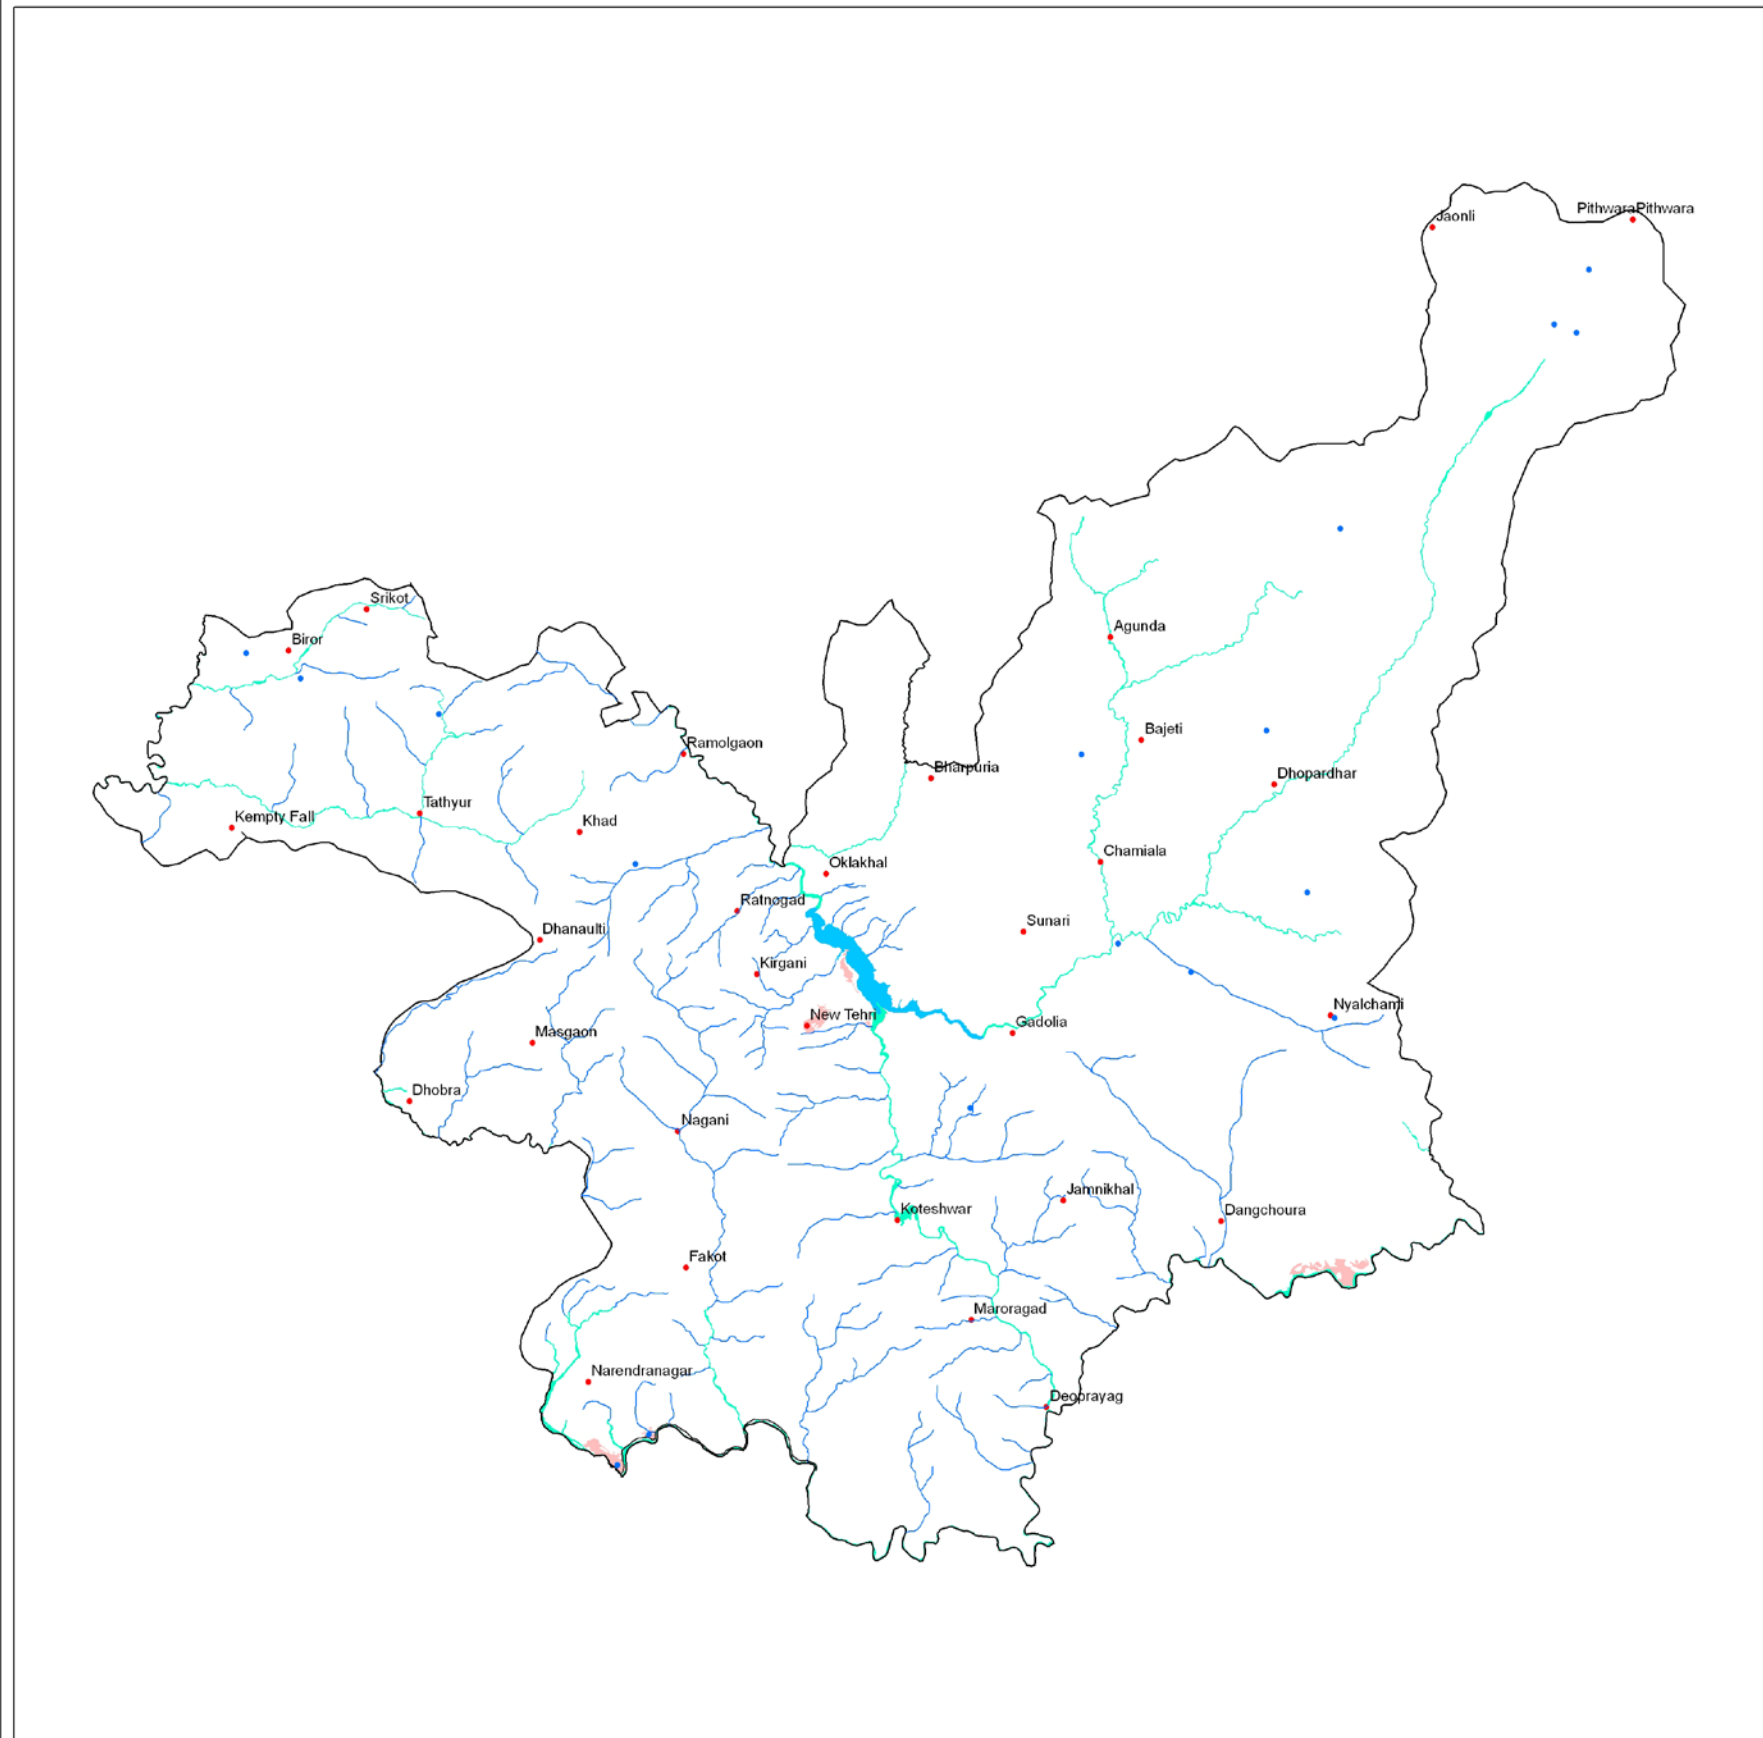 PithwaraPithwara
Jaonli
Srikot
Agunda
Biror
Bajeti
Ramolgaon
Bharpuria
Dhopardhar
Tathyur
Kempty Fall
Khad
Chamiala
Oklakhal
Ratnogad
Sunari
Dhanaulti
Kirgani
Nyalchami
New Tehri
Gadolia
Masgaon
Dhobra
Nagani
Jamnikhal
Koteshwar
Dangchoura
Fakot
Maroragad
Narendranagar
Deoprayag